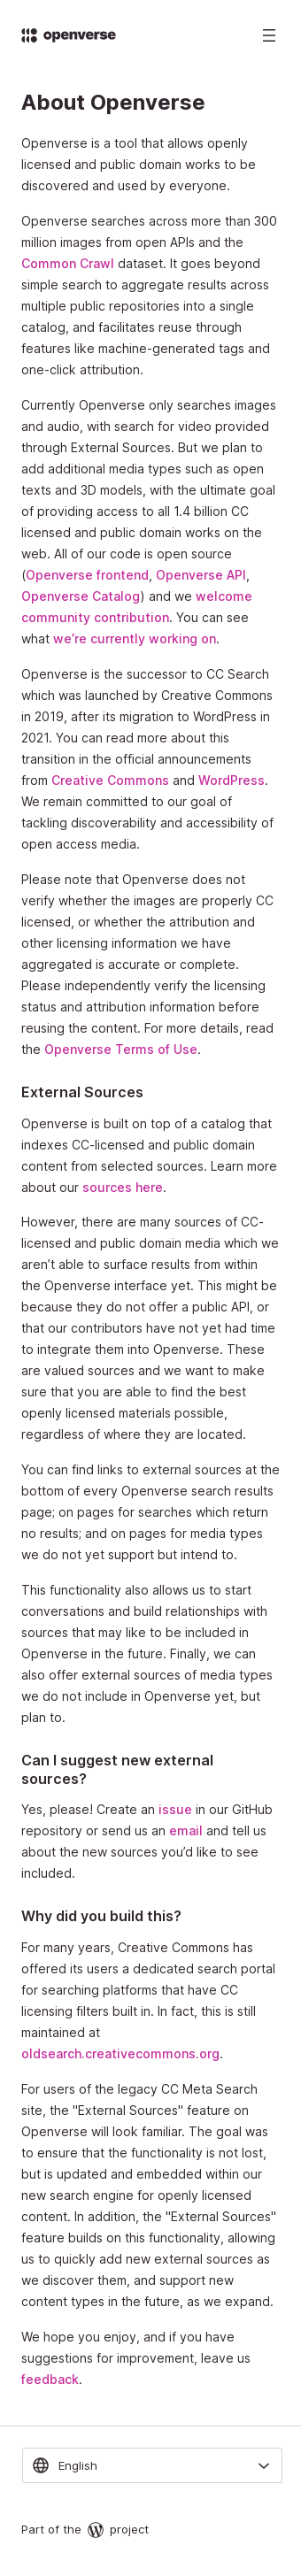 openverse
About Openverse
Openverse is a tool that allows openly
licensed and public domain works to be
discovered and used by everyone.
Openverse searches across more than 300
million images from open APIs and the
Common Crawl dataset. It goes beyond
simple search to aggregate results across
multiple public repositories into a single
catalog, and facilitates reuse through
features like machine-generated tags and
one-click attribution.
Currently Openverse only searches images
and audio, with search for video provided
through External Sources. But we plan to
add additional media types such as open
texts and 3D models, with the ultimate goal
of providing access to all 1.4 billion CC
licensed and public domain works on the
web. All of our code is open source
(Openverse frontend, Openverse API,
Openverse Catalog) and we welcome
community contribution. You can see
what we’re currently working on.
Openverse is the successor to CC Search
which was launched by Creative Commons
in 2019, after its migration to WordPress in
2021. You can read more about this
transition in the official announcements
from Creative Commons and WordPress.
We remain committed to our goal of
tackling discoverability and accessibility of
open access media.
Please note that Openverse does not
verify whether the images are properly CC
licensed, or whether the attribution and
other licensing information we have
aggregated is accurate or complete.
Please independently verify the licensing
status and attribution information before
reusing the content. For more details, read
the Openverse Terms of Use.
External Sources
Openverse is built on top of a catalog that
indexes CC-licensed and public domain
content from selected sources. Learn more
about our sources here.
However, there are many sources of CC-
licensed and public domain media which we
aren’t able to surface results from within
the Openverse interface yet. This might be
because they do not offer a public API, or
that our contributors have not yet had time
to integrate them into Openverse. These
are valued sources and we want to make
sure that you are able to find the best
openly licensed materials possible,
regardless of where they are located.
You can find links to external sources at the
bottom of every Openverse search results
page; on pages for searches which return
no results; and on pages for media types
we do not yet support but intend to.
This functionality also allows us to start
conversations and build relationships with
sources that may like to be included in
Openverse in the future. Finally, we can
also offer external sources of media types
we do not include in Openverse yet, but
plan to.
Can I suggest new external
sources?
Yes, please! Create an issue in our GitHub
repository or send us an email and tell us
about the new sources you’d like to see
included.
Why did you build this?
For many years, Creative Commons has
offered its users a dedicated search portal
for searching platforms that have CC
licensing filters built in. In fact, this is still
maintained at
oldsearch.creativecommons.org.
For users of the legacy CC Meta Search
site, the "External Sources" feature on
Openverse will look familiar. The goal was
to ensure that the functionality is not lost,
but is updated and embedded within our
new search engine for openly licensed
content. In addition, the "External Sources"
feature builds on this functionality, allowing
us to quickly add new external sources as
we discover them, and support new
content types in the future, as we expand.
We hope you enjoy, and if you have
suggestions for improvement, leave us
feedback.
English
Part of the project